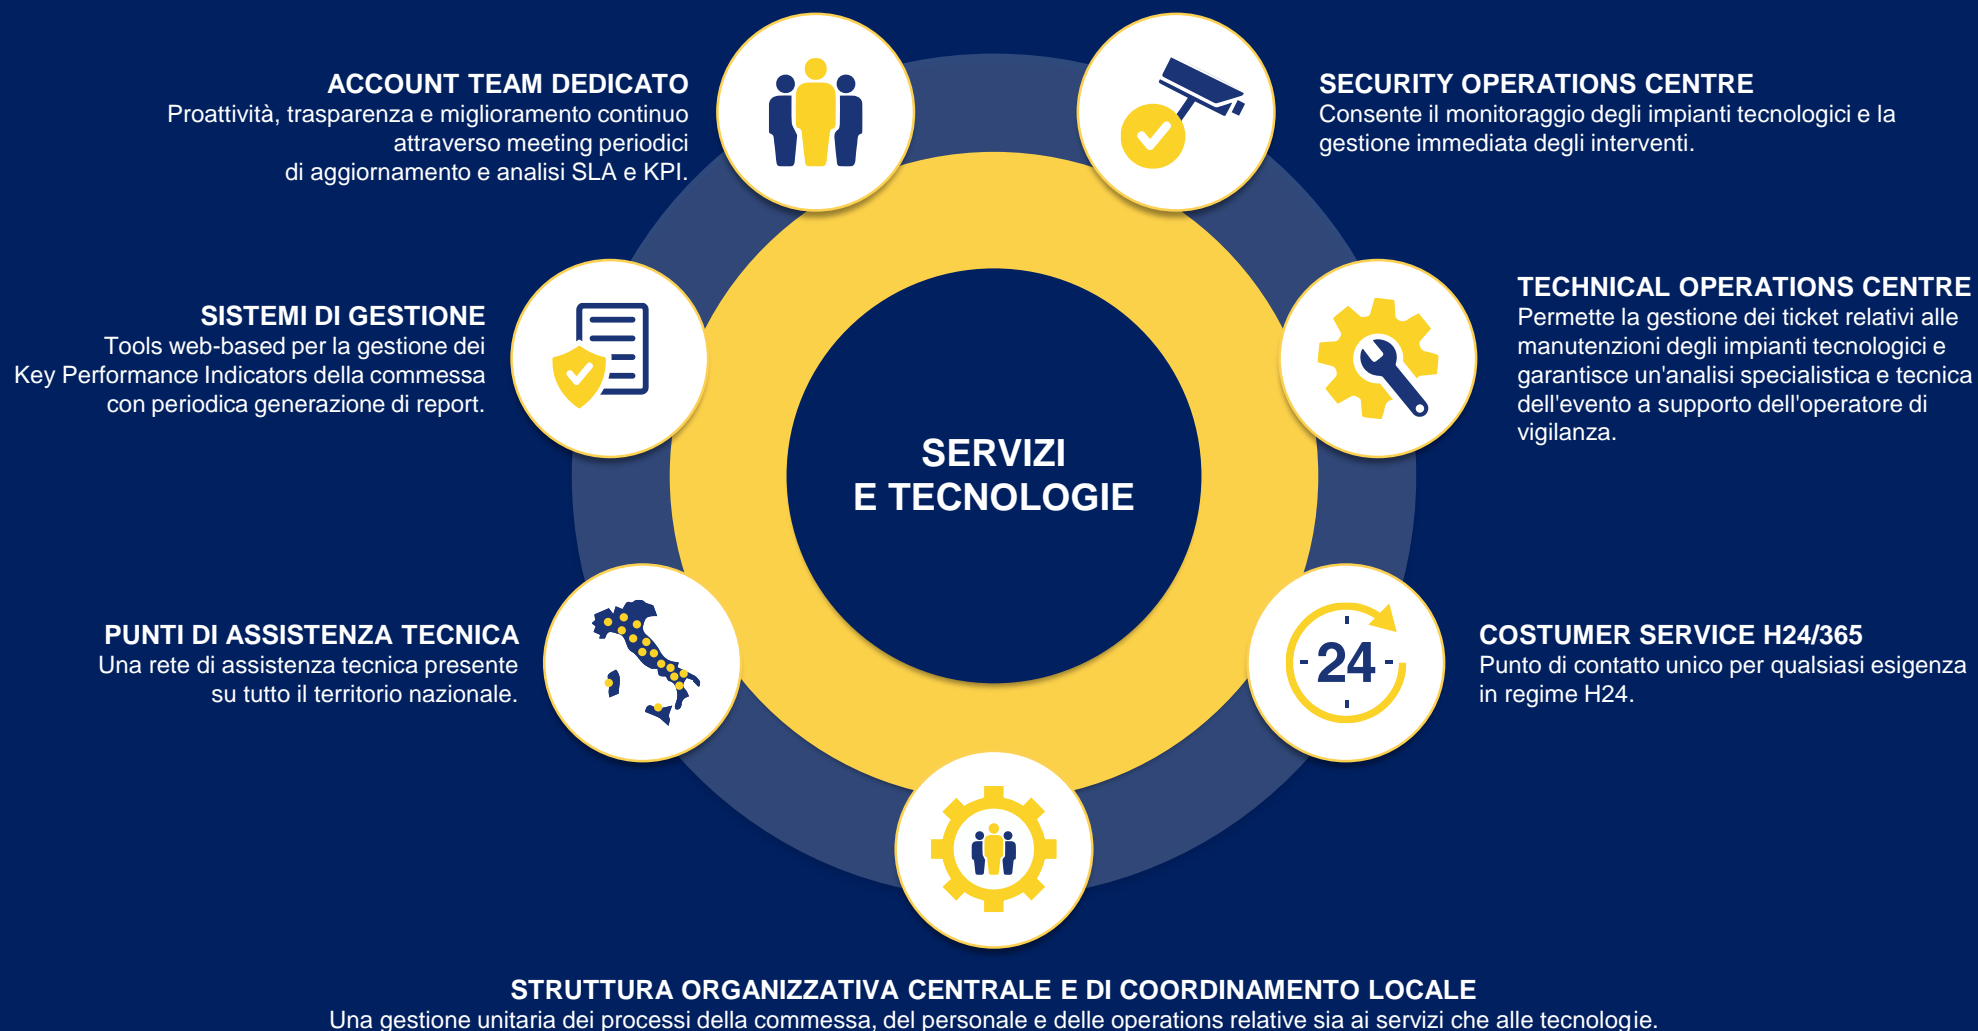 ACCOUNT TEAM DEDICATO
Proattività, trasparenza e miglioramento continuo
attraverso meeting periodici
di aggiornamento e analisi SLA e KPI.
SECURITY OPERATIONS CENTRE
Consente il monitoraggio degli impianti tecnologici e la
gestione immediata degli interventi.
SISTEMI DI GESTIONE
Tools web-based per la gestione dei
Key Performance Indicators della commessa
con periodica generazione di report.
TECHNICAL OPERATIONS CENTRE
Permette la gestione dei ticket relativi alle
manutenzioni degli impianti tecnologici e
garantisce un'analisi specialistica e tecnica
dell'evento a supporto dell'operatore di
vigilanza.
SERVIZI
E TECNOLOGIE
PUNTI DI ASSISTENZA TECNICA
Una rete di assistenza tecnica presente
su tutto il territorio nazionale.
24
COSTUMER SERVICE H24/365
Punto di contatto unico per qualsiasi esigenza
in regime H24.
STRUTTURA ORGANIZZATIVA CENTRALE E DI COORDINAMENTO LOCALE
Una gestione unitaria dei processi della commessa, del personale e delle operations relative sia ai servizi che alle tecnologie.